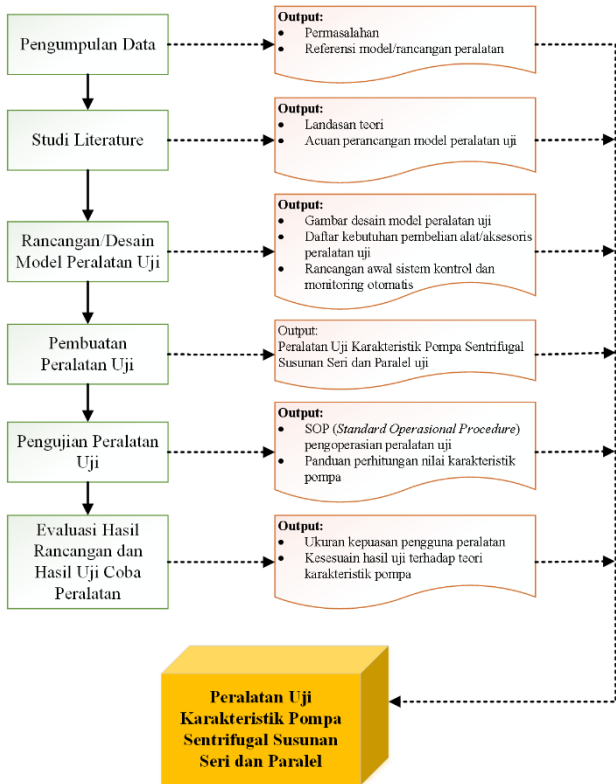 Pengumpulan Data
Output:
• Permasalahan
• Referensi model/rancangan peralatan
Studi Literature
Output:
• Landasan teori
• Acuan perancangan model peralatan uji
Rancangan/Desain
Model Peralatan Uji
Output:
• Gambar desain model peralatan uji
• Daftar kebutuhan pembelian alat/aksesoris
peralatan uji
• Rancangan awal sistem kontrol dan
monitoring otomatis
Pembuatan
Peralatan Uji
Output:
Peralatan Uji Karakteristik Pompa Sentrifugal
Susunan Seri dan Paralel uji
Pengujian Peralatan
Uji
Output:
• SOP (Standard Operasional Procedure)
pengoperasian peralatan uji
• Panduan perhitungan nilai karakteristik
pompa
Evaluasi Hasil
Rancangan dan
Hasil Uji Coba
Peralatan
Output:
• Ukuran kepuasan pengguna peralatan
• Kesesuain hasil uji terhadap teori
karakteristik pompa
Peralatan Uji
Karakteristik Pompa
Sentrifugal Susunan
Seri dan Paralel